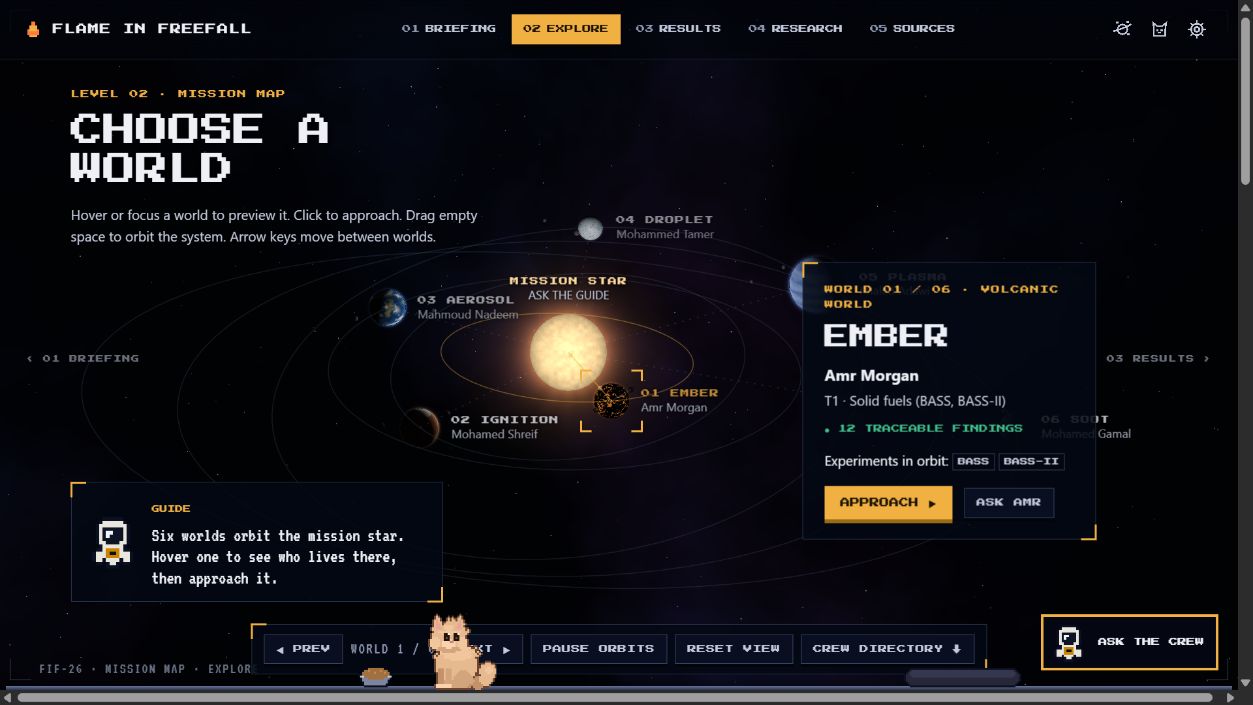 FLAME IN FREEFALL
01 BRIEFING
02 EXPLORE
03 RESULTS
04 RESEARCH
05 SOURCES
LEVEL 02 · MISSION MAP
CHOOSE A
WORLD
Hover or focus a world to preview it. Click to approach. Drag empty
space to orbit the system. Arrow keys move between worlds.
04 DROPLET
Mohammed Tamer
MISSION STAR
ASK THE GUIDE
03 AEROSOL
Mahmoud Nadeem
05 PLASMA
WORLD 01 / 06 · VOLCANIC
WORLD
EMBER
Amr Morgan
T1 · Solid fuels (BASS, BASS-II)
• 12 TRACEABLE FINDINGS
Experiments in orbit: BASS BASS-II
APPROACH ▶
ASK AMR
‹ 01 BRIEFING
03 RESULTS ›
01 EMBER
Amr Morgan
02 IGNITION
Mohamed Shreif
06 SOOT
Mohamed Gamal
GUIDE
Six worlds orbit the mission star.
Hover one to see who lives there,
then approach it.
◀ PREV
WORLD 1 /
PAUSE ORBITS
RESET VIEW
CREW DIRECTORY ↓
ASK THE CREW
FIF-26 · MISSION MAP · EXPLORE